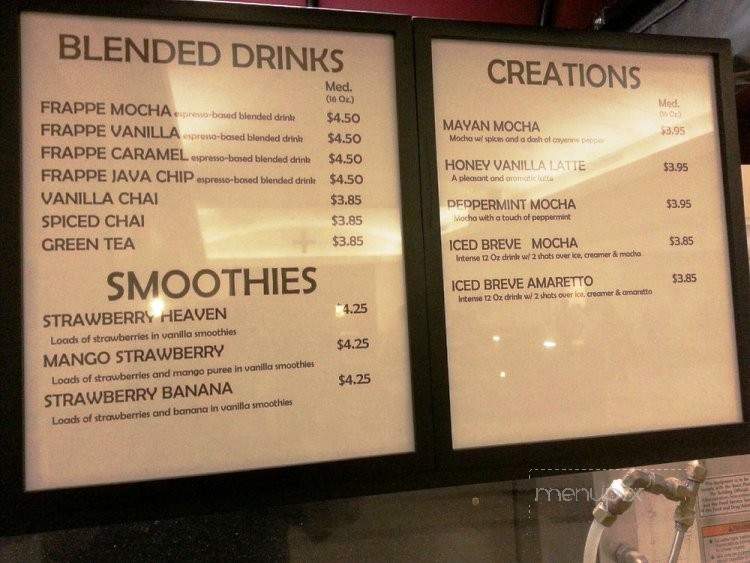 BLENDED DRINKS
Med.
(16 Oz.)
FRAPPE MOCHA espresso-based blended drink $4.50
FRAPPE VANILLA espresso-based blended drink $4.50
FRAPPE CARAMEL espresso-based blended drink $4.50
FRAPPE JAVA CHIP espresso-based blended drink $4.50
VANILLA CHAI $3.85
SPICED CHAI $3.85
GREEN TEA $3.85
SMOOTHIES
STRAWBERRY HEAVEN $4.25
Loads of strawberries in vanilla smoothies
MANGO STRAWBERRY $4.25
Loads of strawberries and mango puree in vanilla smoothies
STRAWBERRY BANANA $4.25
Loads of strawberries and banana in vanilla smoothies
CREATIONS
Med.
(16 Oz.)
MAYAN MOCHA $3.95
Mocha w/ spices and a dash of cayenne pepper
HONEY VANILLA LATTE $3.95
A pleasant and aromatic latte
PEPPERMINT MOCHA $3.95
Mocha with a touch of peppermint
ICED BREVE MOCHA $3.85
Intense 12 Oz drink w/ 2 shots over ice, creamer & mocha
ICED BREVE AMARETTO $3.85
Intense 12 Oz drink w/ 2 shots over ice, creamer & amaretto
menupix